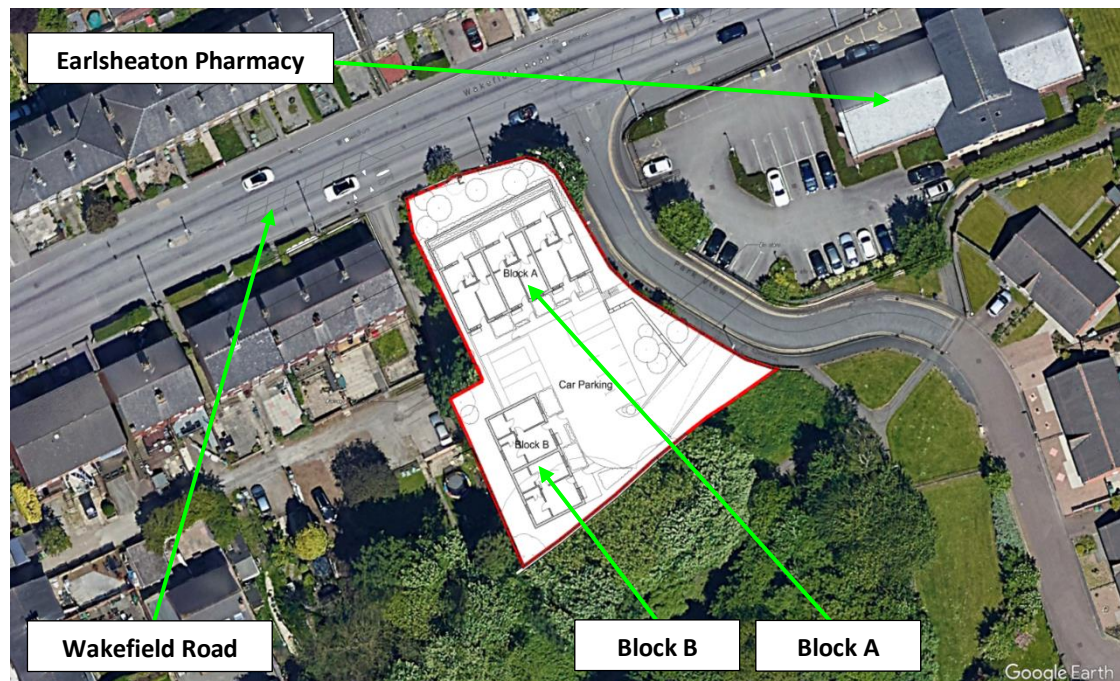 Earlsheaton Pharmacy
Block A
Car Parking
Block B
Wakefield Road
Block B
Block A
Google Earth